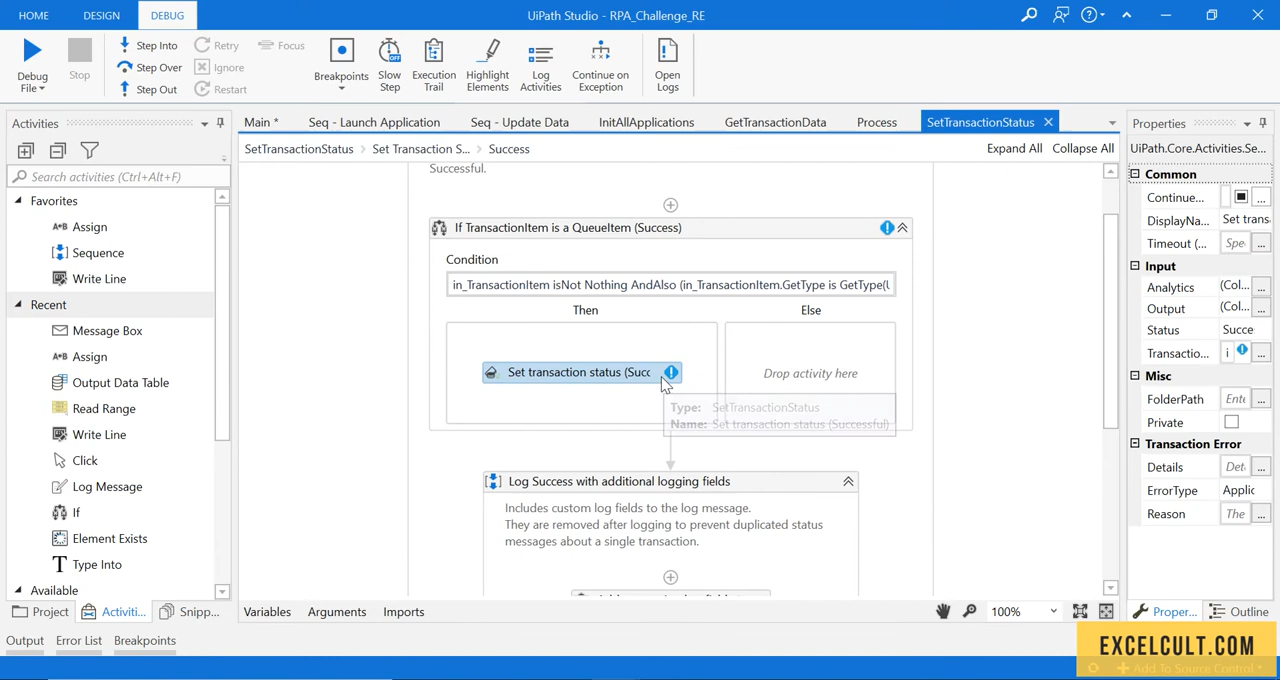 HOME
DESIGN
DEBUG
UiPath Studio - RPA_Challenge_RE
Debug File
Stop
Step Into
Step Over
Step Out
Retry
Ignore
Restart
Focus
Breakpoints
Slow Step
Execution Trail
Highlight Elements
Log Activities
Continue on Exception
Open Logs
Activities
Main *
Seq - Launch Application
Seq - Update Data
InitAllApplications
GetTransactionData
Process
SetTransactionStatus
Properties
SetTransactionStatus
Set Transaction S...
Success
Expand All
Collapse All
UiPath.Core.Activities.Se...
Search activities (Ctrl+Alt+F)
Favorites
Assign
Sequence
Write Line
Recent
Message Box
Assign
Output Data Table
Read Range
Write Line
Click
Log Message
If
Element Exists
Type Into
Available
Successful.
If TransactionItem is a QueueItem (Success)
Condition
in_TransactionItem isNot Nothing AndAlso (in_TransactionItem.GetType is GetType(
Then
Else
Set transaction status (Succ
Drop activity here
Type: SetTransactionStatus
Name: Set transaction status (Successful)
Log Success with additional logging fields
Includes custom log fields to the log message.
They are removed after logging to prevent duplicated status
messages about a single transaction.
Common
Continue...
...
DisplayNa...
Set trans
Timeout (...
Spe
...
Input
Analytics
(Col...
...
Output
(Col...
...
Status
Succe
Transactio...
i
...
Misc
FolderPath
Ente
...
Private
Transaction Error
Details
Deta
...
ErrorType
Applic
Reason
The
...
Project
Activiti...
Snipp...
Variables
Arguments
Imports
100%
Proper...
Outline
Output
Error List
Breakpoints
EXCELCULT.COM
Add To Source Control